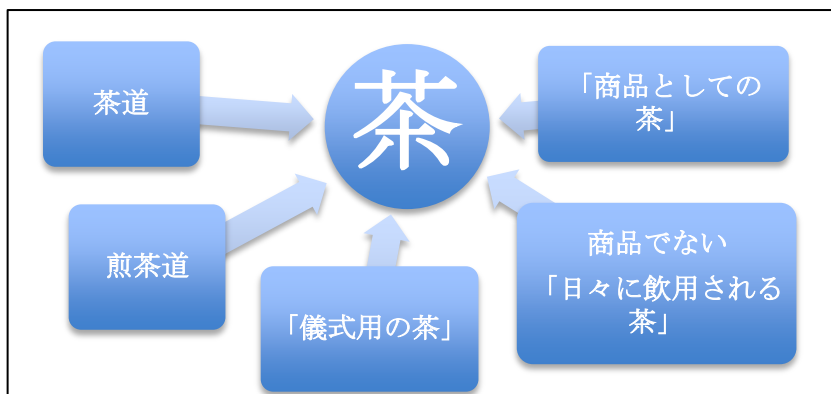 茶道
茶
「商品としての
茶」
煎茶道
「儀式用の茶」
商品でない
「日々に飲用される
茶」